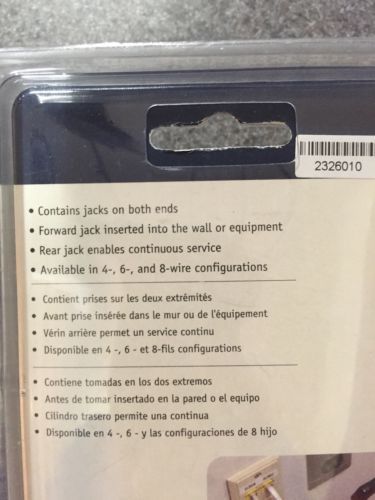 2326010
• Contains jacks on both ends
• Forward jack inserted into the wall or equipment
• Rear jack enables continuous service
• Available in 4-, 6-, and 8-wire configurations
• Contient prises sur les deux extrémités
• Avant prise insérée dans le mur ou de l'équipement
• Vérin arrière permet un service continu
• Disponible en 4 -, 6 - et 8-fils configurations
• Contiene tomadas en los dos extremos
• Antes de tomar insertado en la pared o el equipo
• Cilindro trasero permite una continua
• Disponible en 4 -, 6 - y las configuraciones de 8 hijo